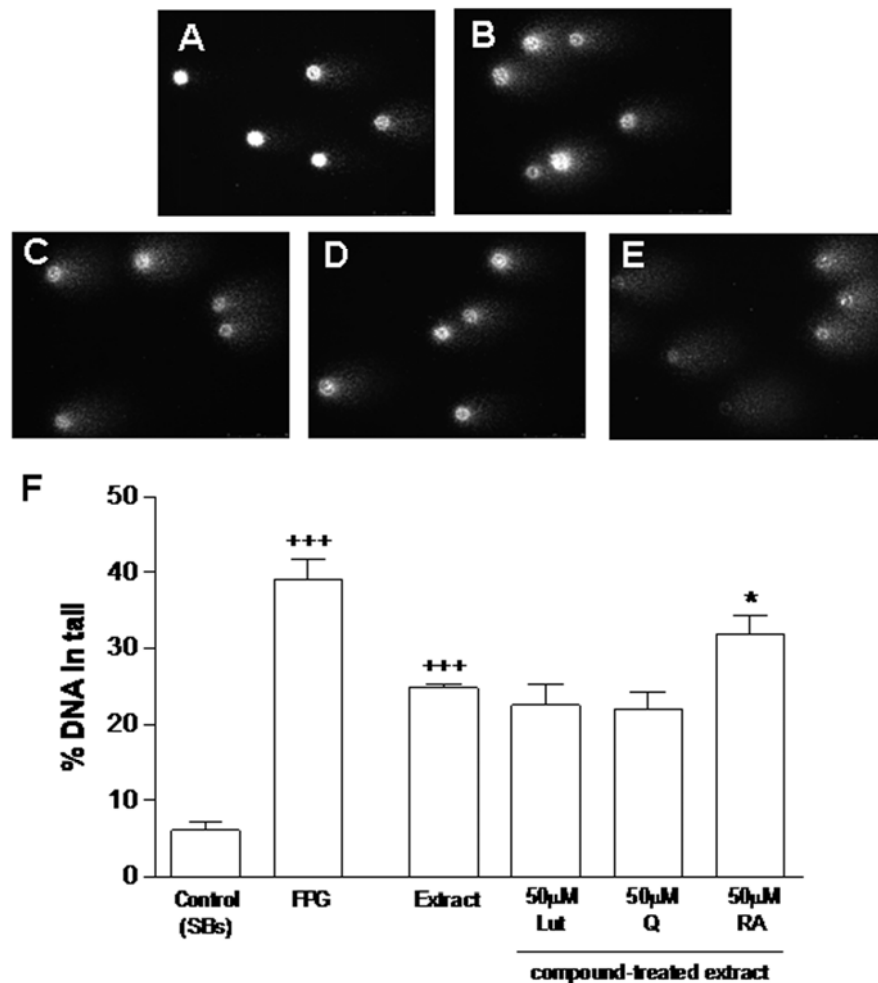 A
B
C
D
E
F
50
40
30
20
10
0
% DNA in tail
+++
+++
*
Control
(SBs)
FPG
Extract
50μM
Lut
50μM
Q
50μM
RA
compound-treated extract